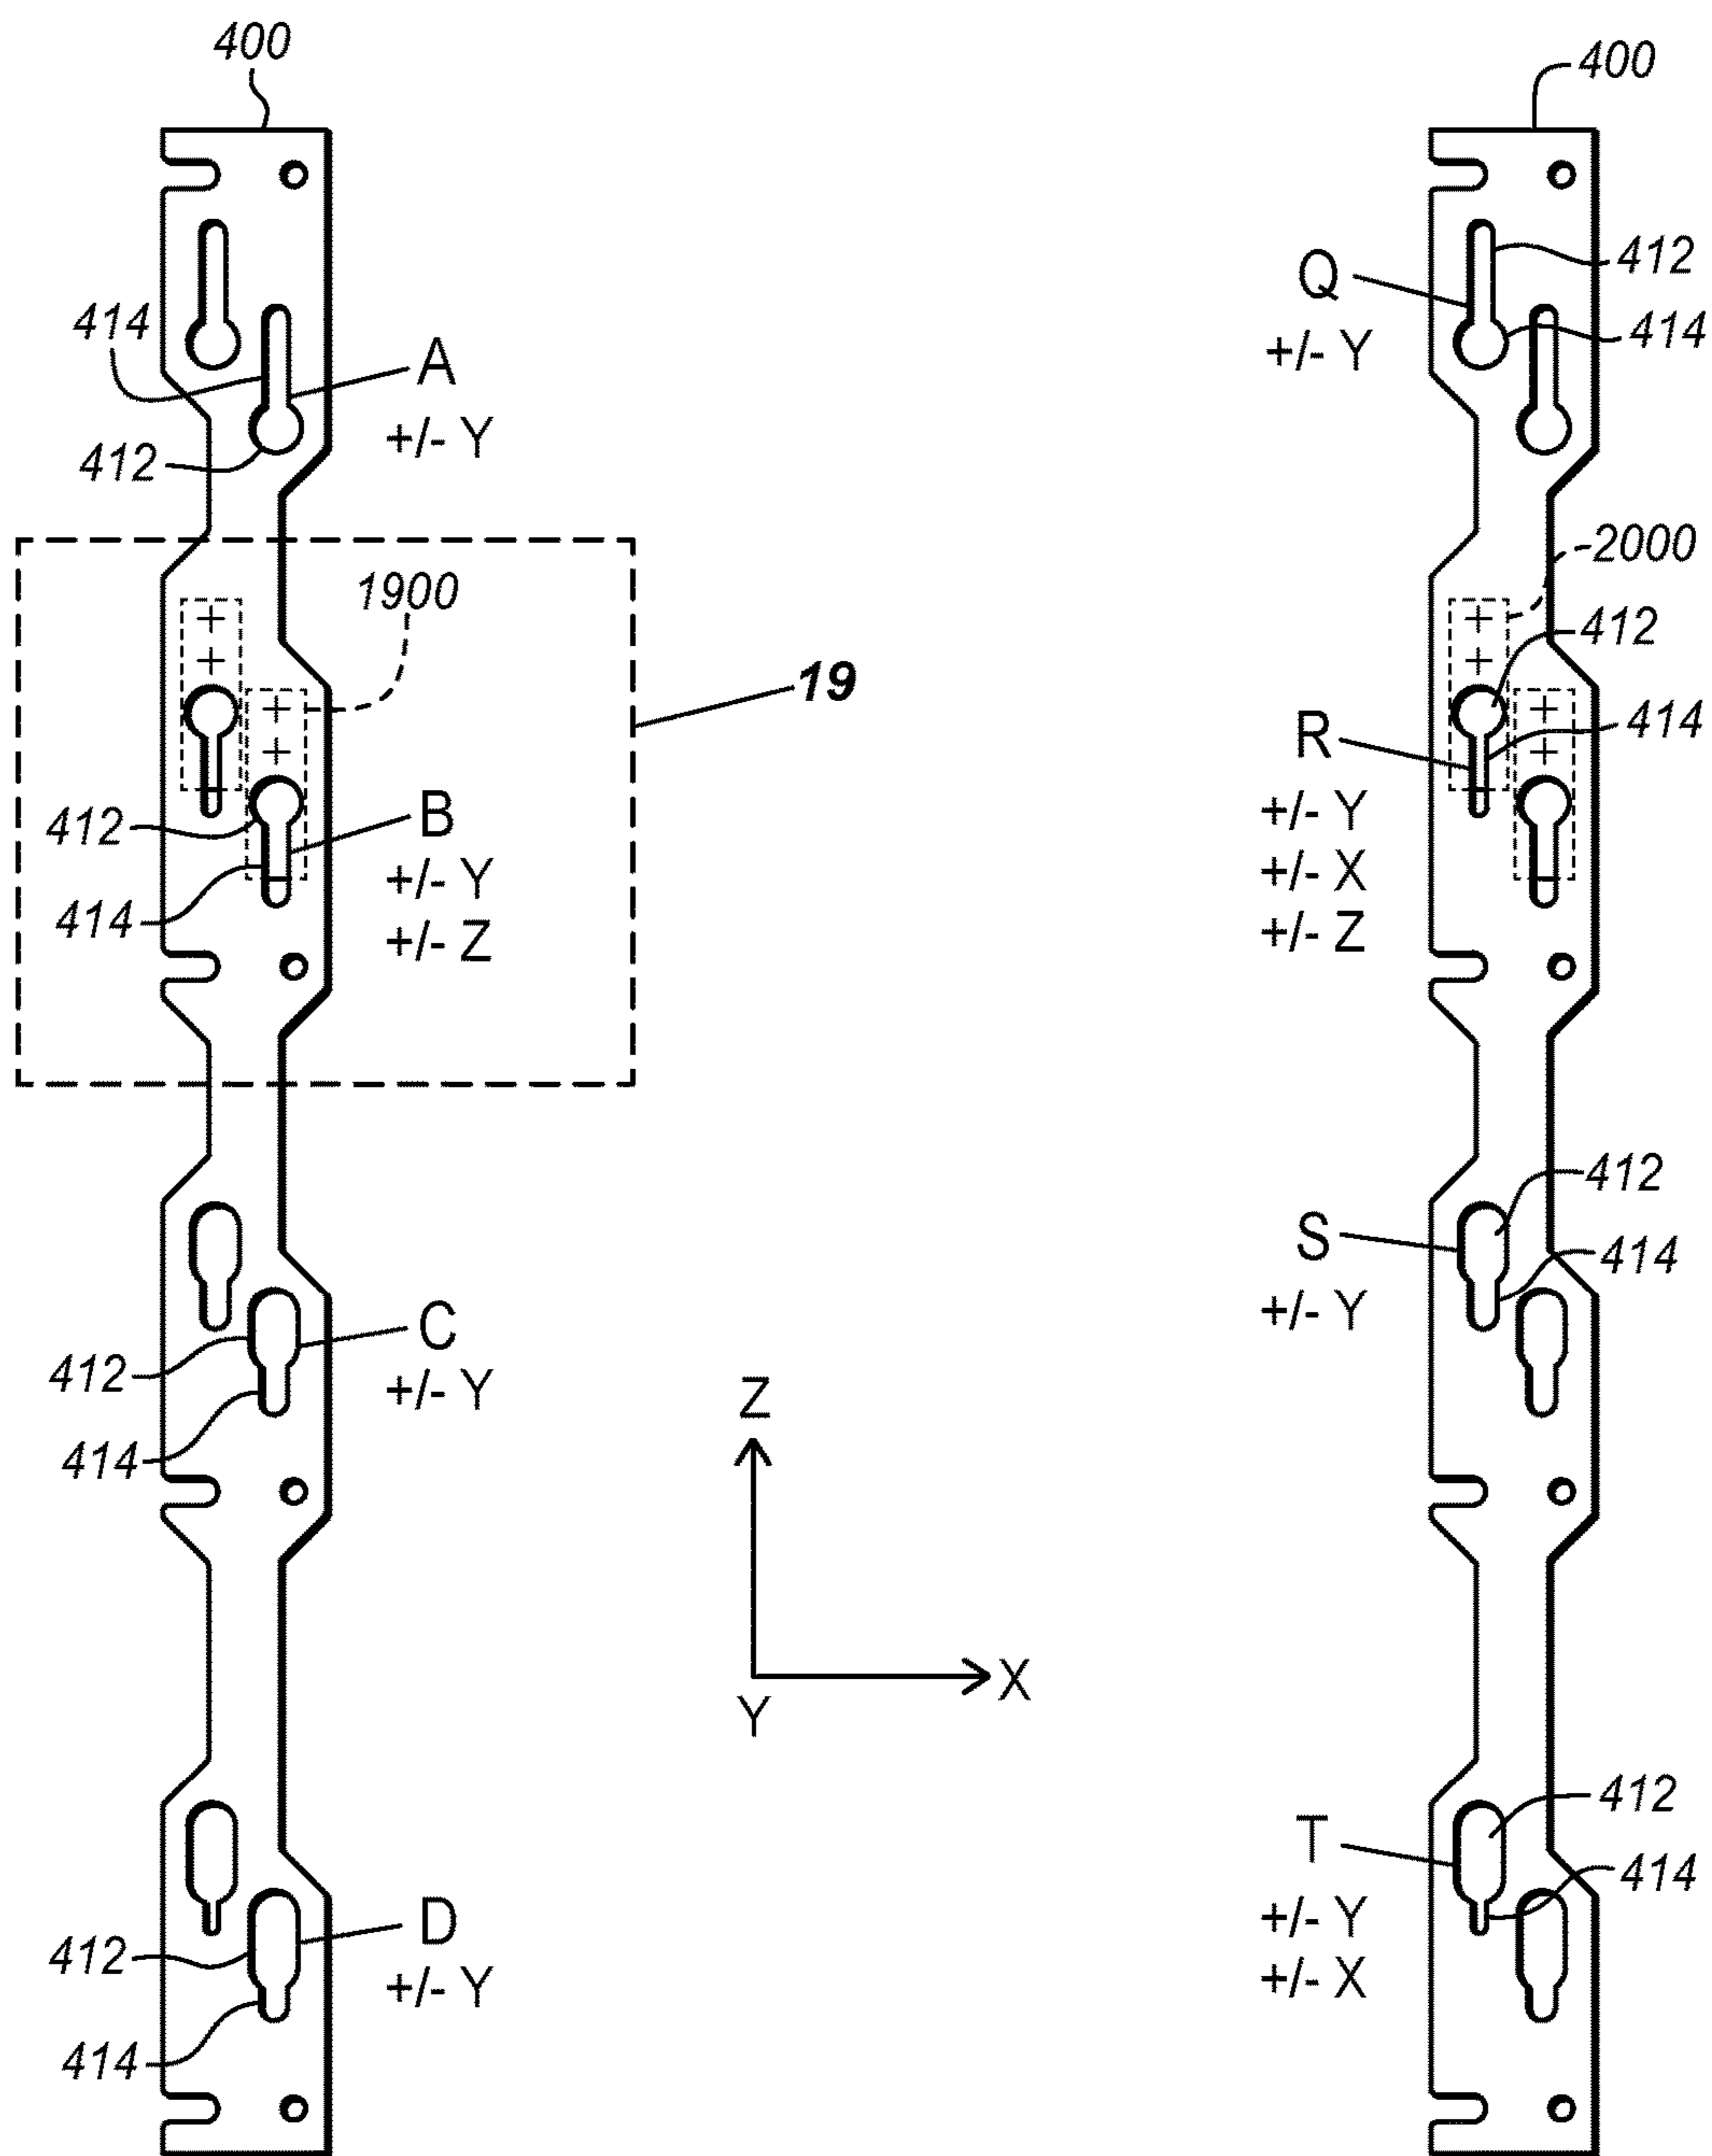 400
400
414
A
+/- Y
412
Q
+/- Y
412
414
1900
19
412
B
+/- Y
+/- Z
414
2000
412
R
414
+/- Y
+/- X
+/- Z
C
412
+/- Y
414
412
S
414
+/- Y
Z
X
Y
D
412
+/- Y
414
412
T
414
+/- Y
+/- X